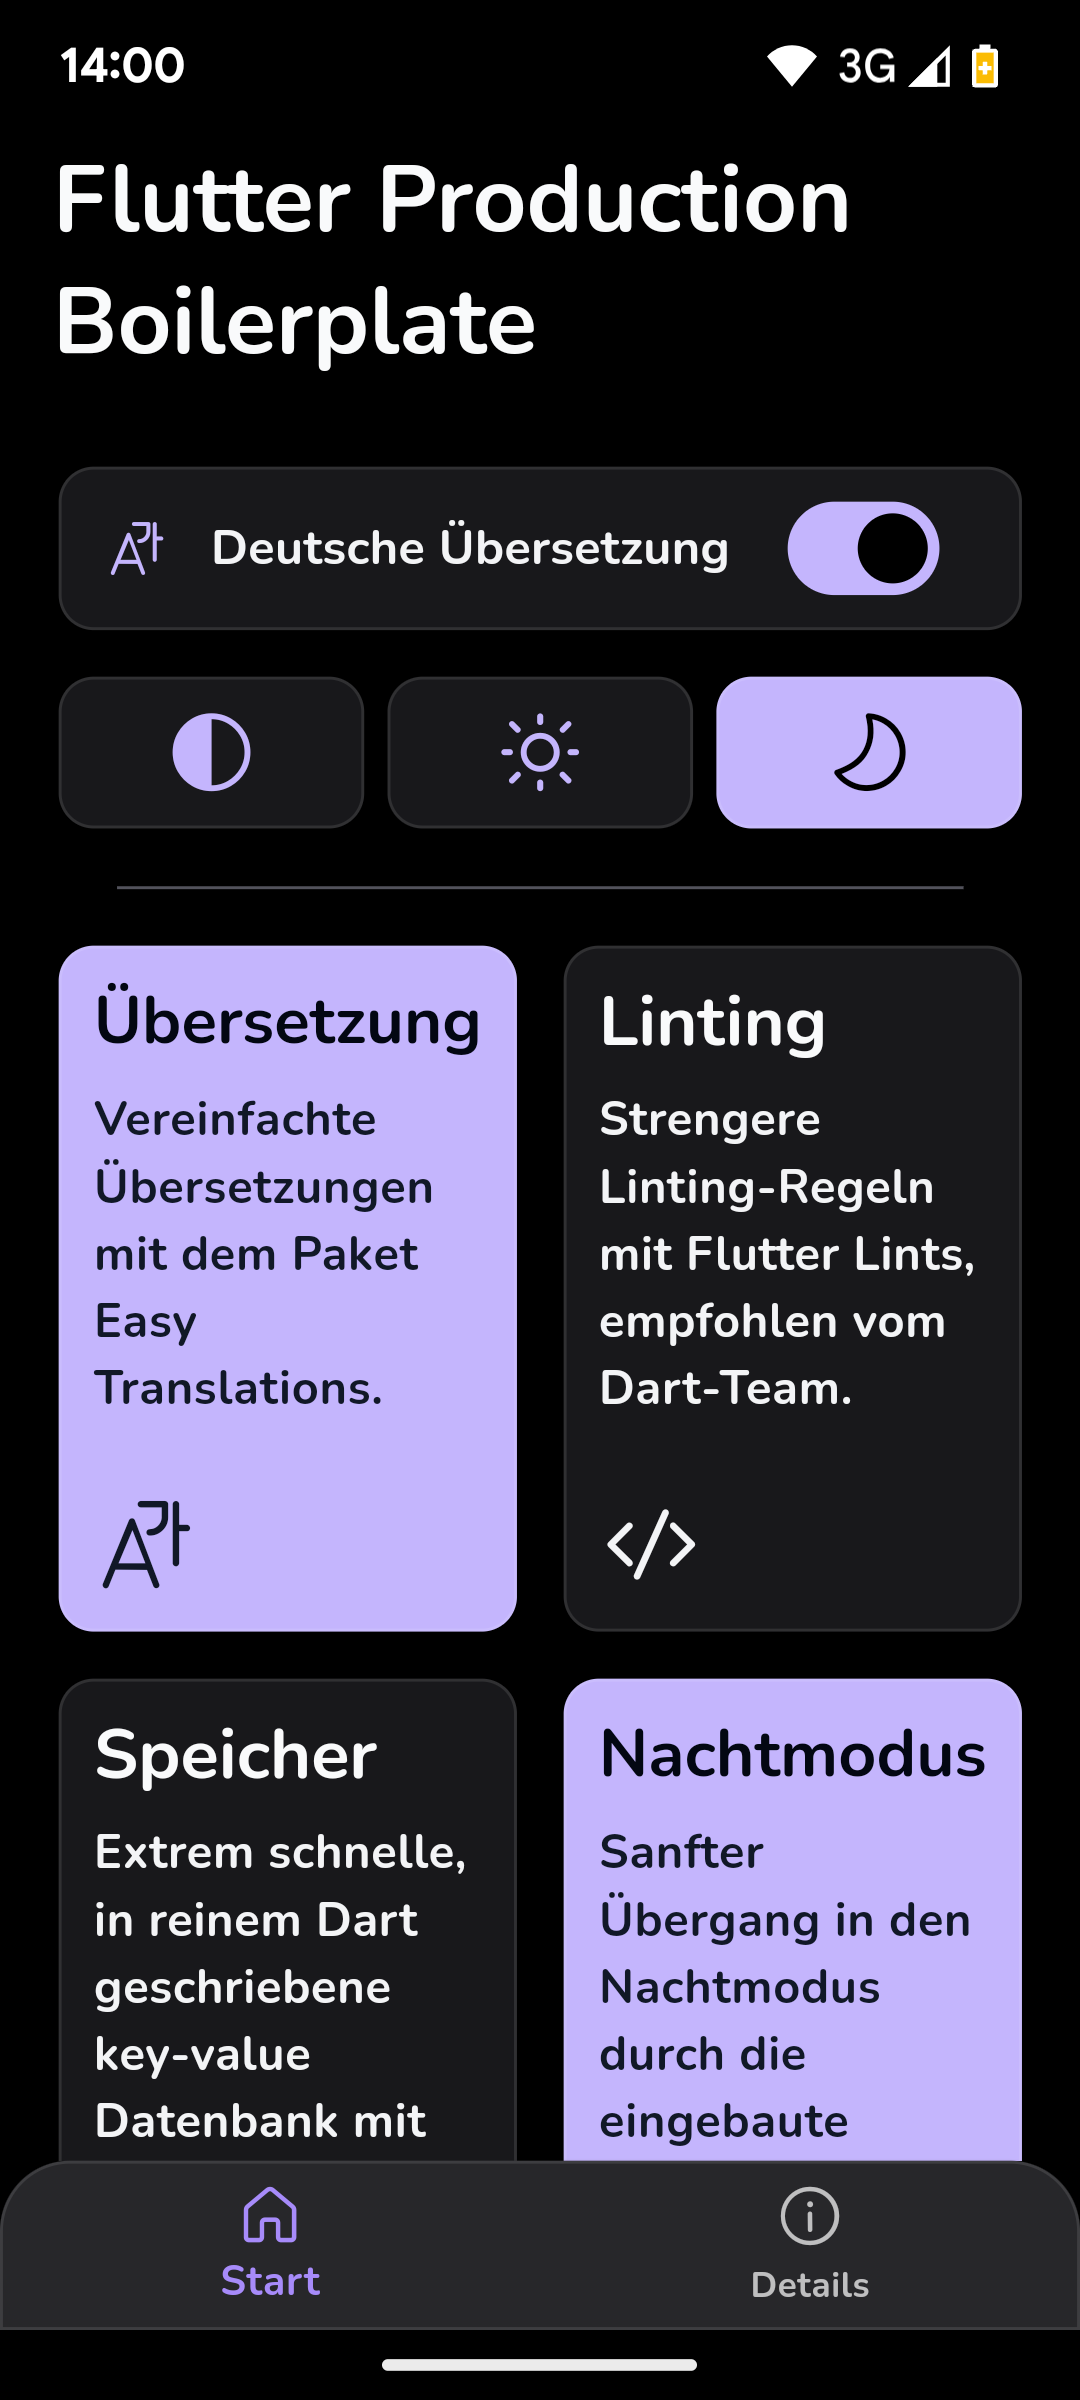 14:00
3G
Flutter Production
Boilerplate
Deutsche Übersetzung
Übersetzung
Vereinfachte
Übersetzungen
mit dem Paket
Easy
Translations.
Linting
Strengere
Linting-Regeln
mit Flutter Lints,
empfohlen vom
Dart-Team.
Speicher
Extrem schnelle,
in reinem Dart
geschriebene
key-value
Datenbank mit
Nachtmodus
Sanfter
Übergang in den
Nachtmodus
durch die
eingebaute
Start
Details